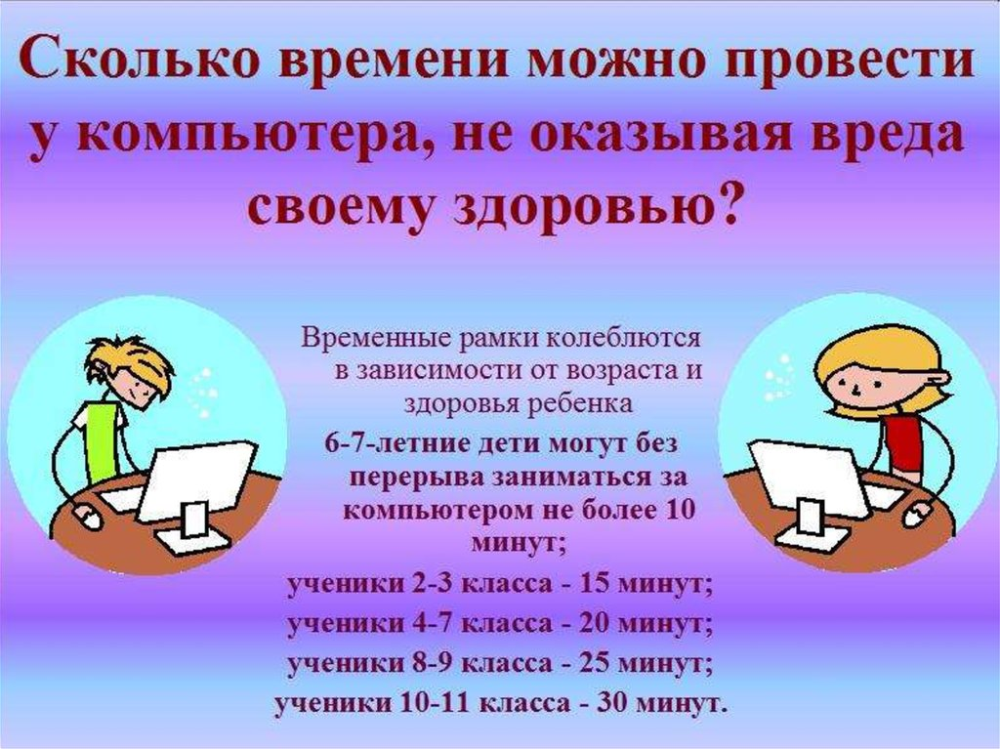 Сколько времени можно провести
у компьютера, не оказывая вреда
своему здоровью?
Временные рамки колеблются
в зависимости от возраста и
здоровья ребенка
6-7-летние дети могут без
перерыва заниматься за
компьютером не более 10
минут;
ученики 2-3 класса - 15 минут;
ученики 4-7 класса - 20 минут;
ученики 8-9 класса - 25 минут;
ученики 10-11 класса - 30 минут.